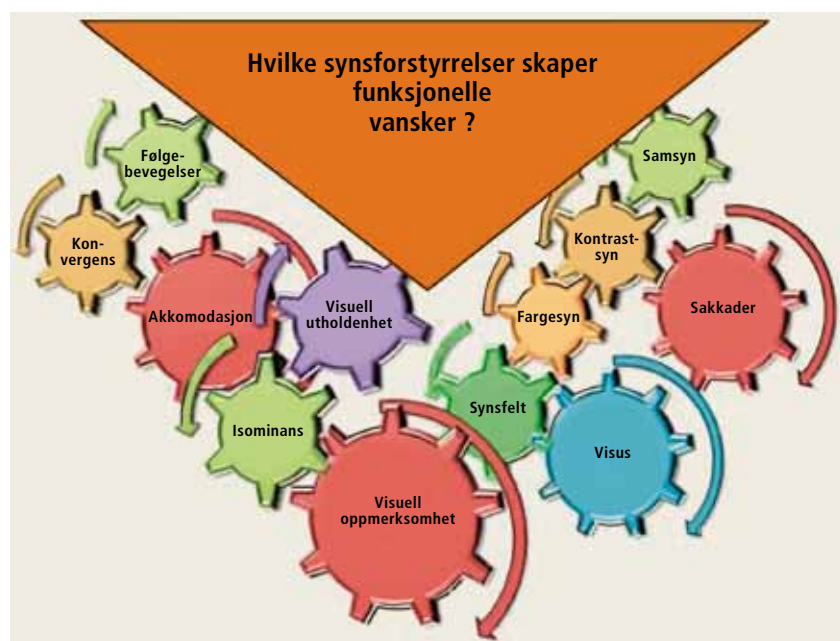 Hvilke synsforstyrrelser skaper
funksjonelle
vansker ?
Følge-
bevegelser
Kon-
vergens
Akkomodasjon
Visuell
utholdenhet
Isominans
Visuell
oppmerksomhet
Samsyn
Kontrast-
syn
Fargesyn
Sakkader
Synsfelt
Visus